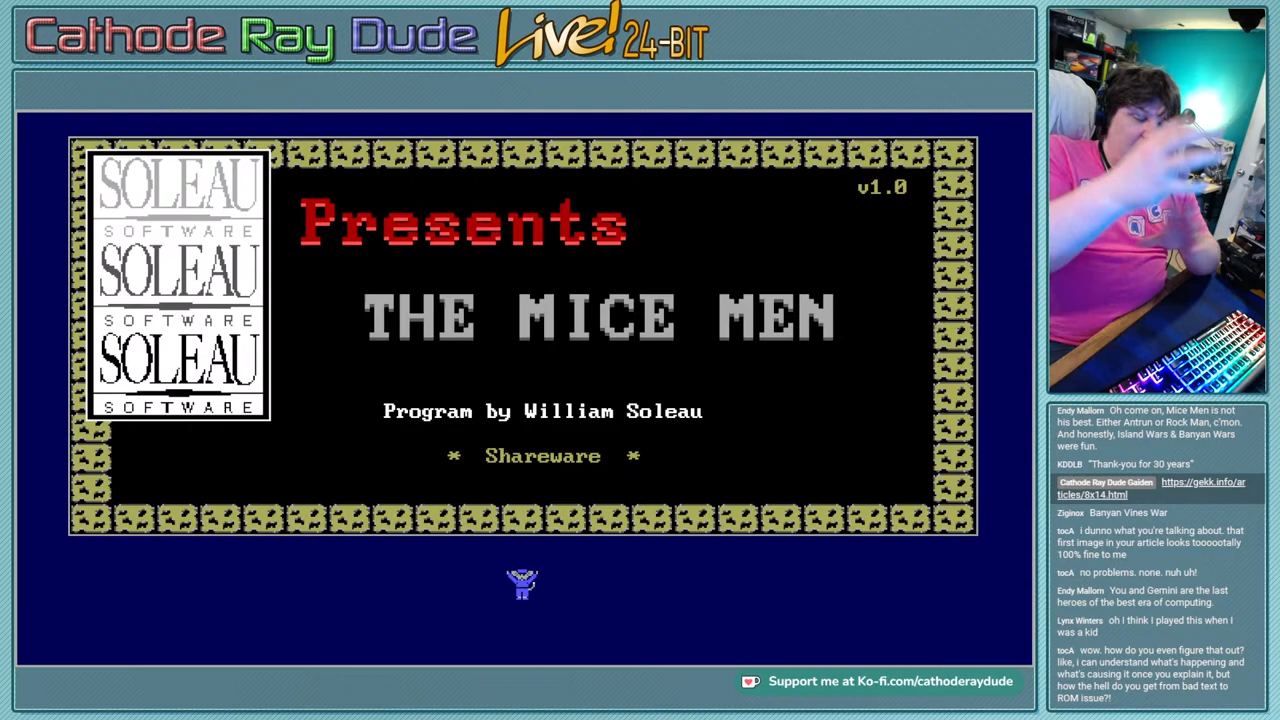 Cathode Ray Dude Live! 24-BIT
SOLEAU
SOFTWARE
SOLEAU
SOFTWARE
SOLEAU
SOFTWARE
v1.0
Presents
THE MICE MEN
Program by William Soleau
* Shareware *
Support me at Ko-fi.com/cathoderaydude
Endy Mallorn Oh come on, Mice Men is not
his best. Either Antrun or Rock Man, c'mon.
And honestly, Island Wars & Banyan Wars
were fun.
KDDLB "Thank-you for 30 years"
Cathode Ray Dude Gaiden https://gekk.info/ar
ticles/8x14.html
Ziginox Banyan Vines War
tocA i dunno what you're talking about. that
first image in your article looks toooootally
100% fine to me
tocA no problems. none. nuh uh!
Endy Mallorn You and Gemini are the last
heroes of the best era of computing.
Lynx Winters oh I think I played this when I
was a kid
tocA wow. how do you even figure that out?
like, i can understand what's happening and
what's causing it once you explain it, but
how the hell do you get from bad text to
ROM issue?!